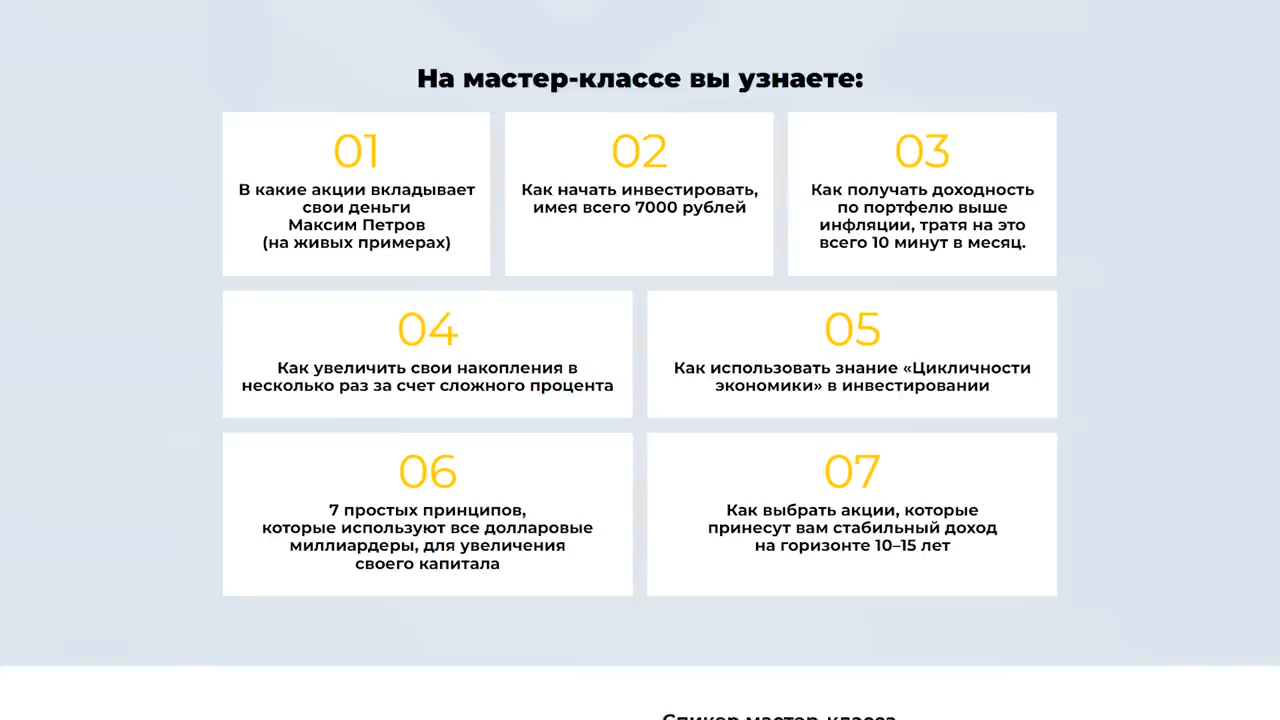 На мастер-классе вы узнаете:
01
В какие акции вкладывает
свои деньги
Максим Петров
(на живых примерах)
02
Как начать инвестировать,
имея всего 7000 рублей
03
Как получать доходность
по портфелю выше
инфляции, тратя на это
всего 10 минут в месяц.
04
Как увеличить свои накопления в
несколько раз за счет сложного процента
05
Как использовать знание «Цикличности
экономики» в инвестировании
06
7 простых принципов,
которые используют все долларовые
миллиардеры, для увеличения
своего капитала
07
Как выбрать акции, которые
принесут вам стабильный доход
на горизонте 10–15 лет
Спикер мастер-класса